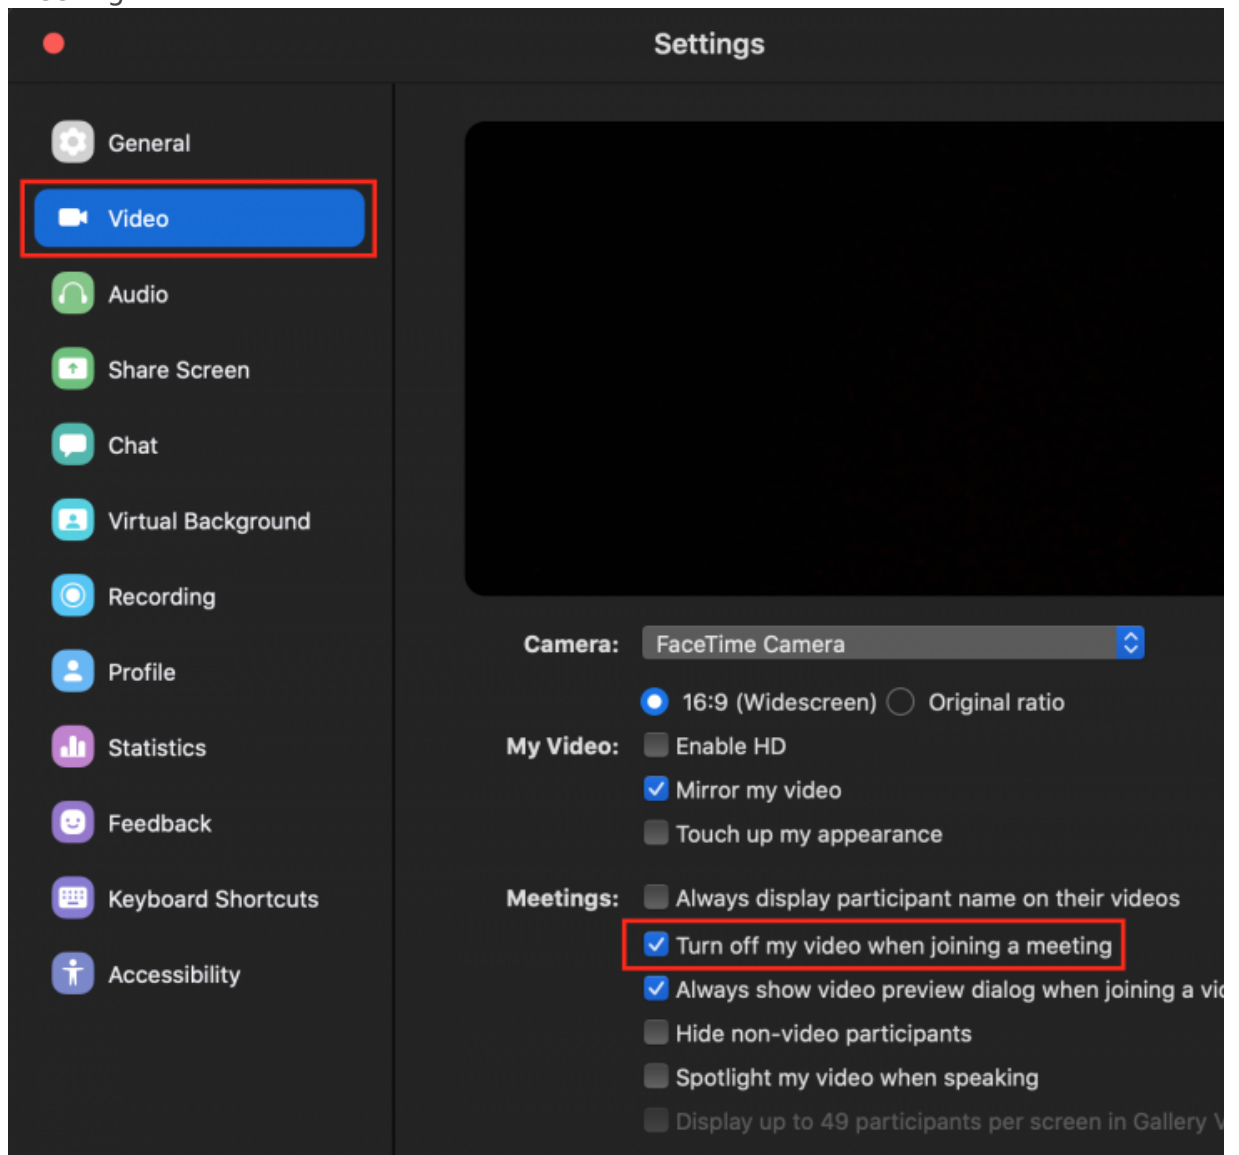 Settings
General
Video
Audio
Share Screen
Chat
Virtual Background
Recording
Profile
Statistics
Feedback
Keyboard Shortcuts
Accessibility
Camera: FaceTime Camera
16:9 (Widescreen) Original ratio
My Video: Enable HD
Mirror my video
Touch up my appearance
Meetings: Always display participant name on their videos
Turn off my video when joining a meeting
Always show video preview dialog when joining a
Hide non-video participants
Spotlight my video when speaking
Display up to 49 participants per screen in Gallery